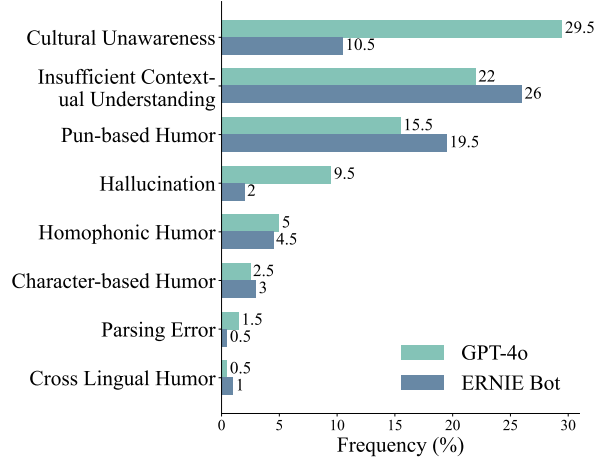 Cultural Unawareness
29.5
10.5
Insufficient Context-
ual Understanding
22
26
Pun-based Humor
15.5
19.5
Hallucination
9.5
2
Homophonic Humor
5
4.5
Character-based Humor
2.5
3
Parsing Error
1.5
0.5
Cross Lingual Humor
0.5
1
GPT-4o
ERNIE Bot
0 5 10 15 20 25 30
Frequency (%)